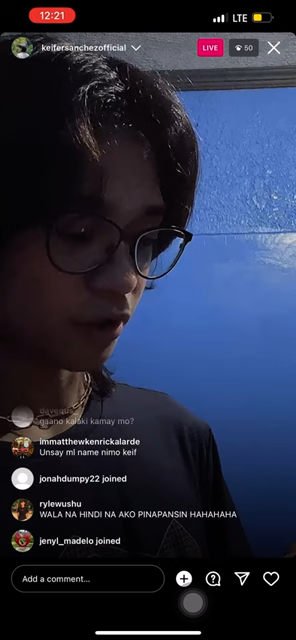 12:21
LTE
keifersanchezofficial
LIVE
50
gaano kalaki kamay mo?
immatthewkenrickalarde
Unsay ml name nimo keif
jonahdumpy22 joined
rylewushu
WALA NA HINDI NA AKO PINAPANSIN HAHAHAHA
jenyl_madelo joined
Add a comment...